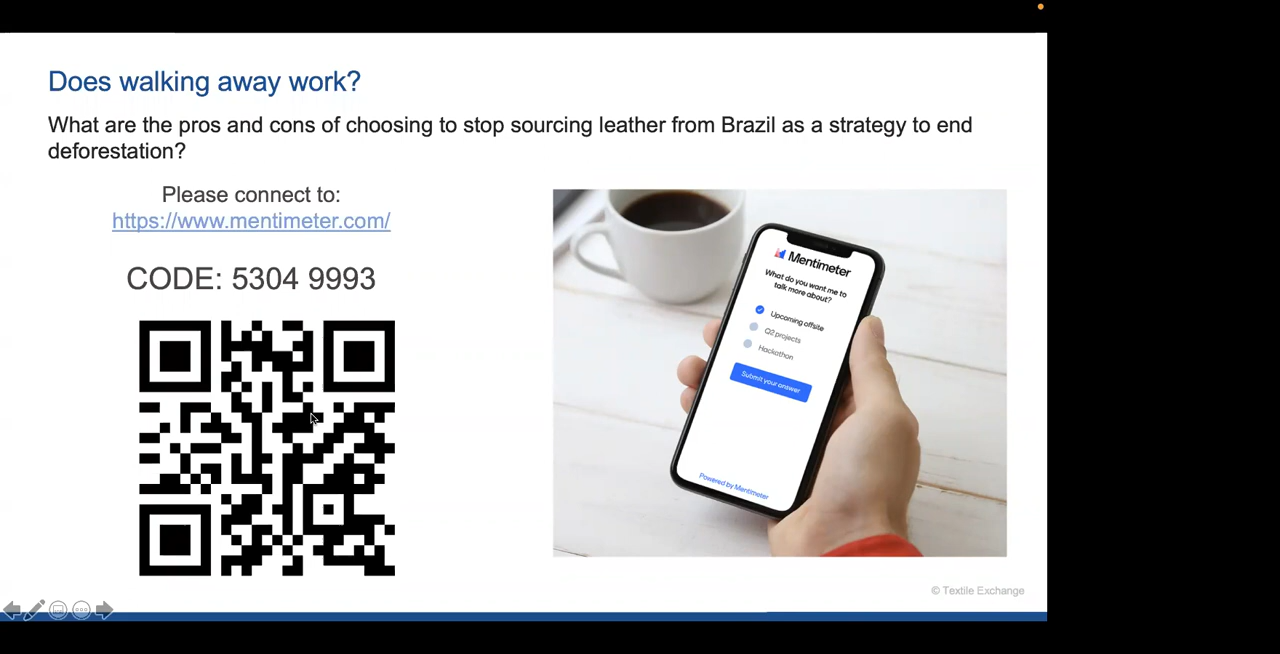 Does walking away work?
What are the pros and cons of choosing to stop sourcing leather from Brazil as a strategy to end
deforestation?
Please connect to:
https://www.mentimeter.com/
CODE: 5304 9993
Mentimeter
What do you want me to
talk more about?
Upcoming offsite
Q2 projects
Hackathon
Submit your answer
Powered by Mentimeter
© Textile Exchange